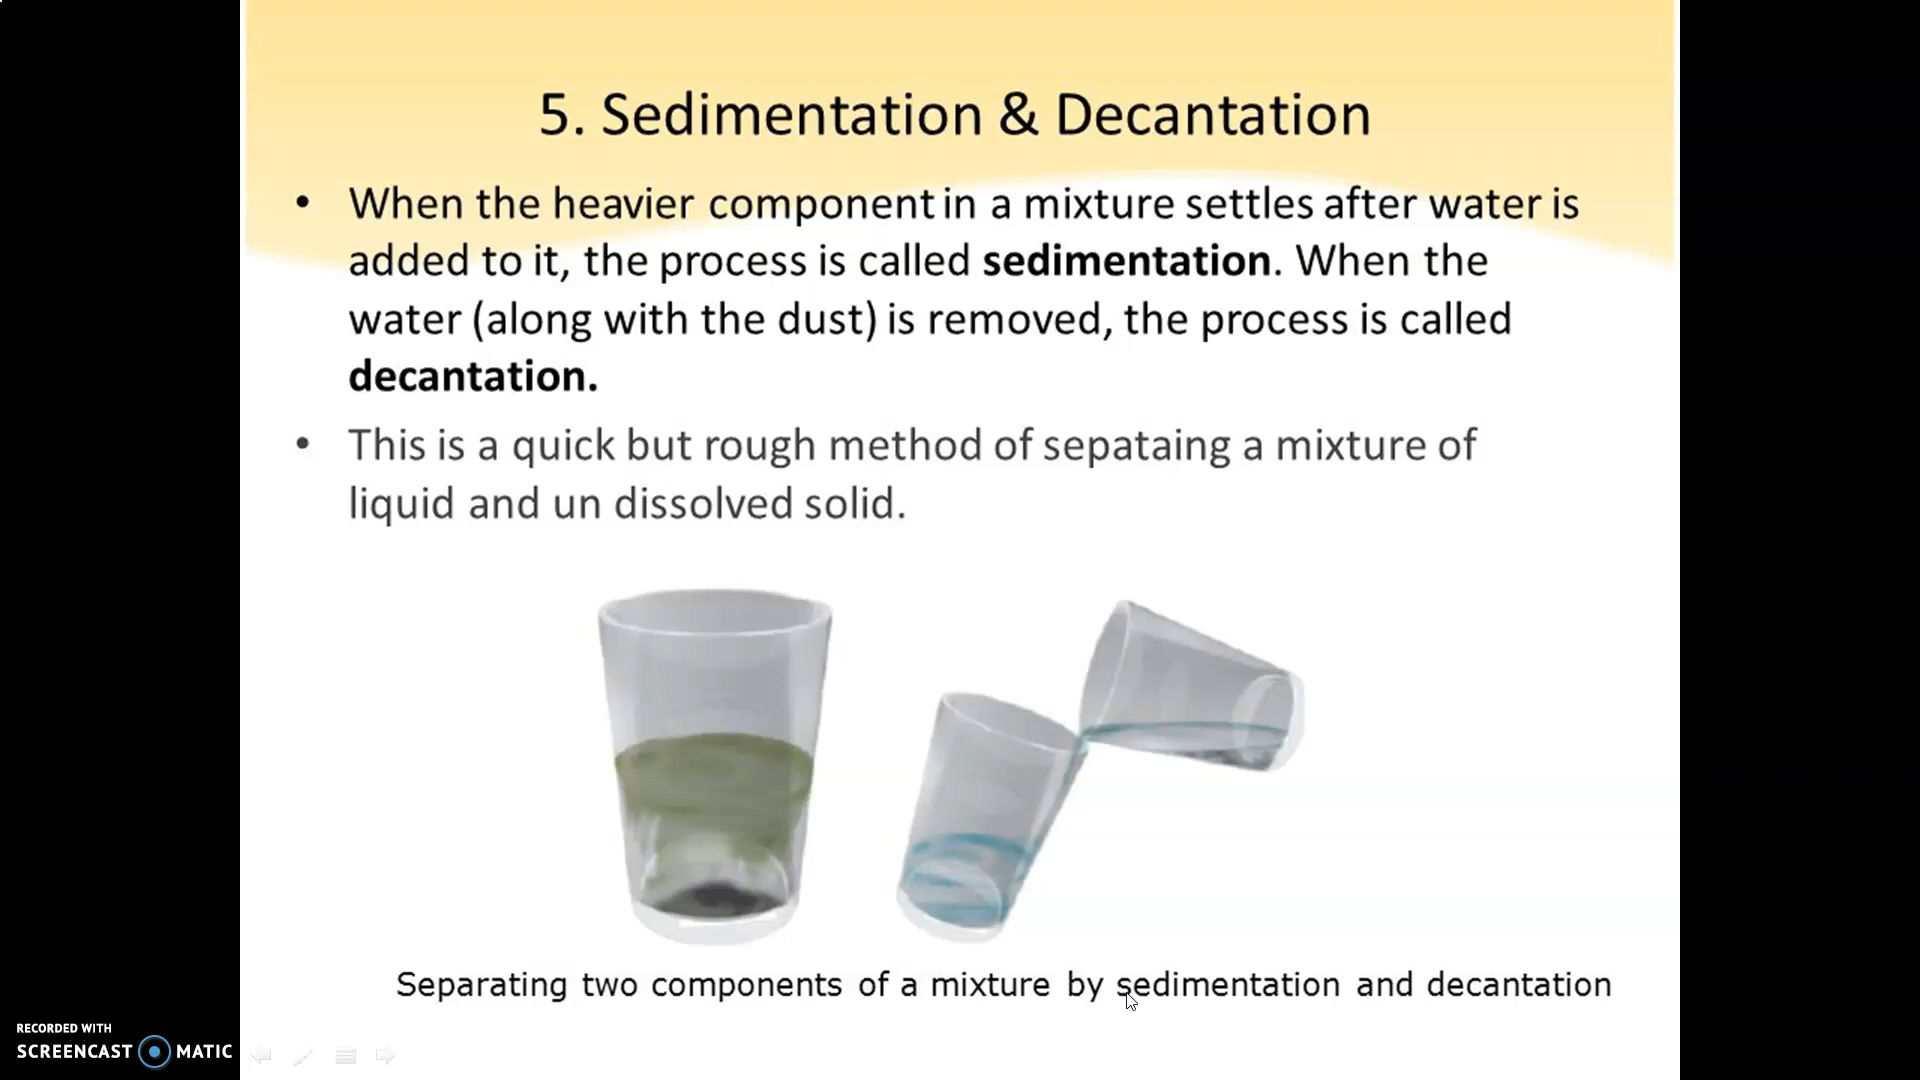 5. Sedimentation & Decantation
• When the heavier component in a mixture settles after water is
added to it, the process is called sedimentation. When the
water (along with the dust) is removed, the process is called
decantation.
• This is a quick but rough method of sepataing a mixture of
liquid and un dissolved solid.
Separating two components of a mixture by sedimentation and decantation
RECORDED WITH
SCREENCAST MATIC